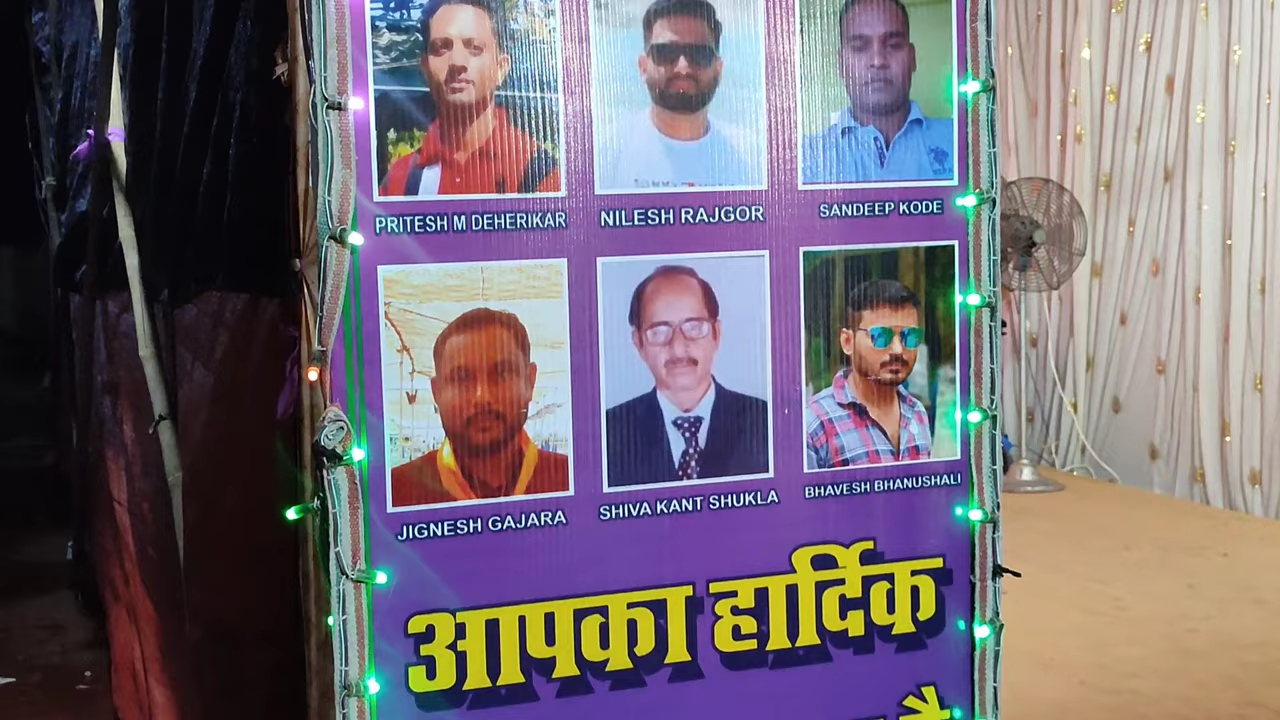 PRITESH M DEHERIKAR NILESH RAJGOR SANDEEP KODE
JIGNESH GAJARA SHIVA KANT SHUKLA BHAVESH BHANUSHALI
आपका हार्दिक
है